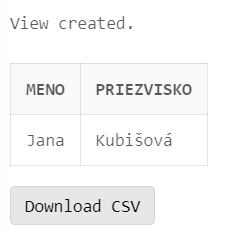 View created.
MENO PRIEZVISKO
Jana Kubišová
Download CSV